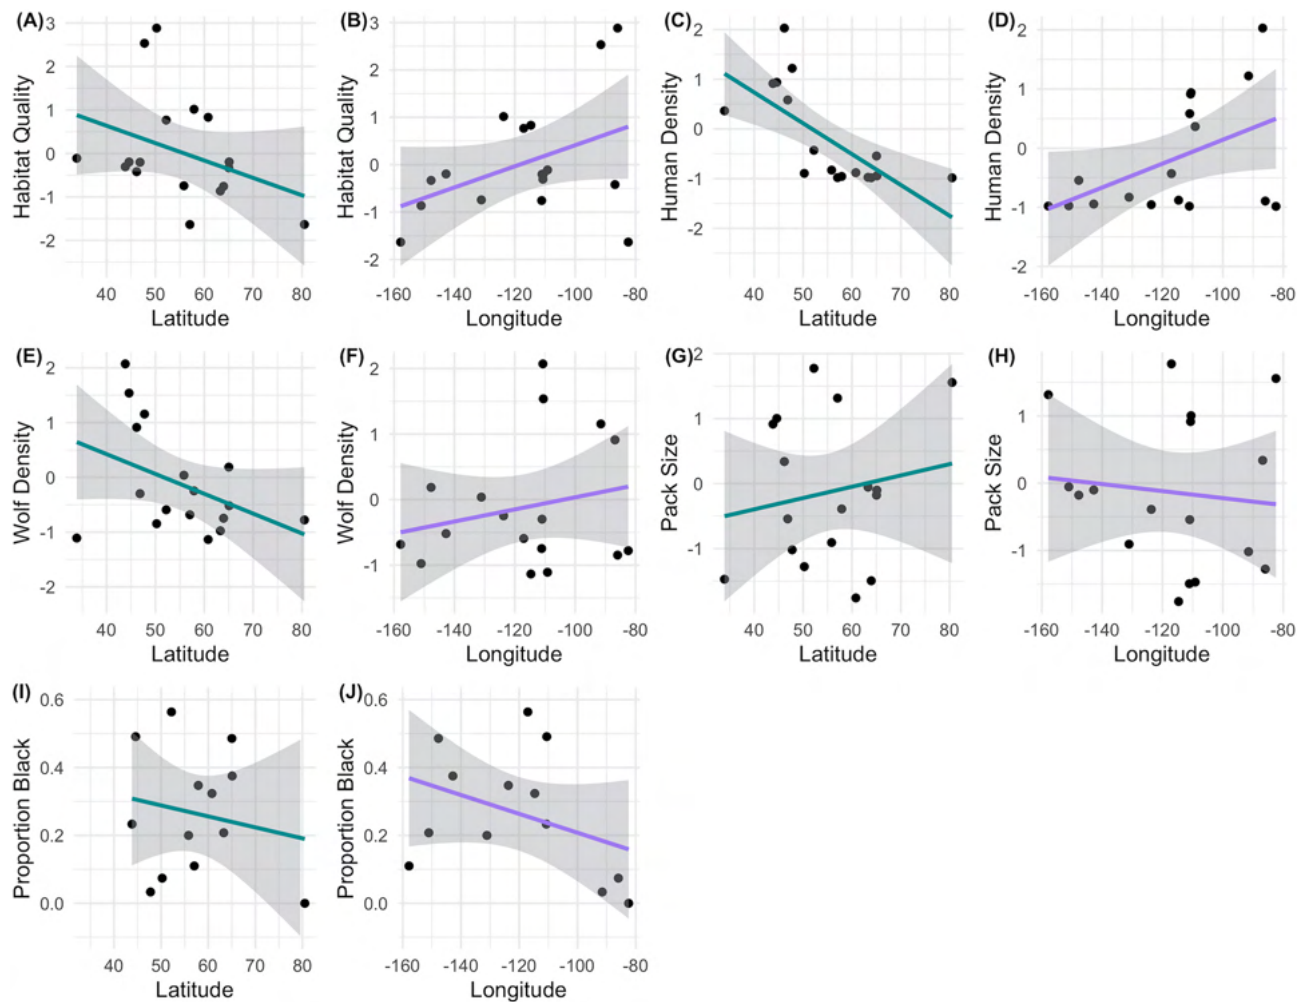 (A) (B) (C) (D)
3 2 1 0 -1 -2
Habitat Quality
40 50 60 70 80
Latitude
3 2 1 0 -1 -2
Habitat Quality
-160 -140 -120 -100 -80
Longitude
2 1 0 -1 -2
Human Density
40 50 60 70 80
Latitude
2 1 0 -1 -2
Human Density
-160 -140 -120 -100 -80
Longitude
(E) (F) (G) (H)
2 1 0 -1 -2
Wolf Density
40 50 60 70 80
Latitude
2 1 0 -1
Wolf Density
-160 -140 -120 -100 -80
Longitude
2 1 0 -1
Pack Size
40 50 60 70 80
Latitude
1 0 -1
Pack Size
-160 -140 -120 -100 -80
Longitude
(I) (J)
0.6 0.4 0.2 0.0
Proportion Black
40 50 60 70 80
Latitude
0.6 0.4 0.2 0.0
Proportion Black
-160 -140 -120 -100 -80
Longitude